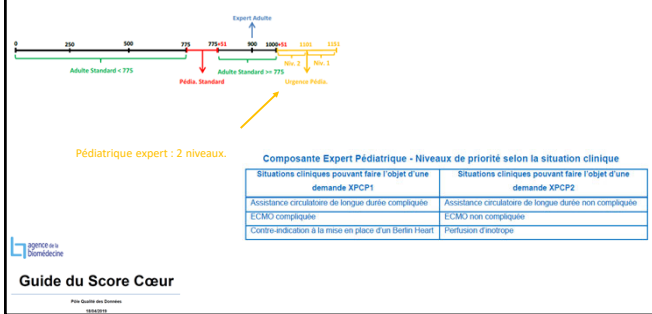 Expert Adulte
0 250 500 775 775+51 900 1000+51 1101 1151
Niv. 2 Niv. 1
Adulte Standard < 775
Pédia. Standard
Adulte Standard >= 775
Urgence Pédia.
Pédiatrique expert : 2 niveaux.
Composante Expert Pédiatrique - Niveaux de priorité selon la situation clinique
Situations cliniques pouvant faire l'objet d'une demande XPCP1
Situations cliniques pouvant faire l'objet d'une demande XPCP2
Assistance circulatoire de longue durée compliquée
Assistance circulatoire de longue durée non compliquée
ECMO compliquée
ECMO non compliquée
Contre-indication à la mise en place d'un Berlin Heart
Perfusion d'inotrope
agence de la
biomédecine
Guide du Score Cœur
Pôle Qualité des Données
18/04/2019